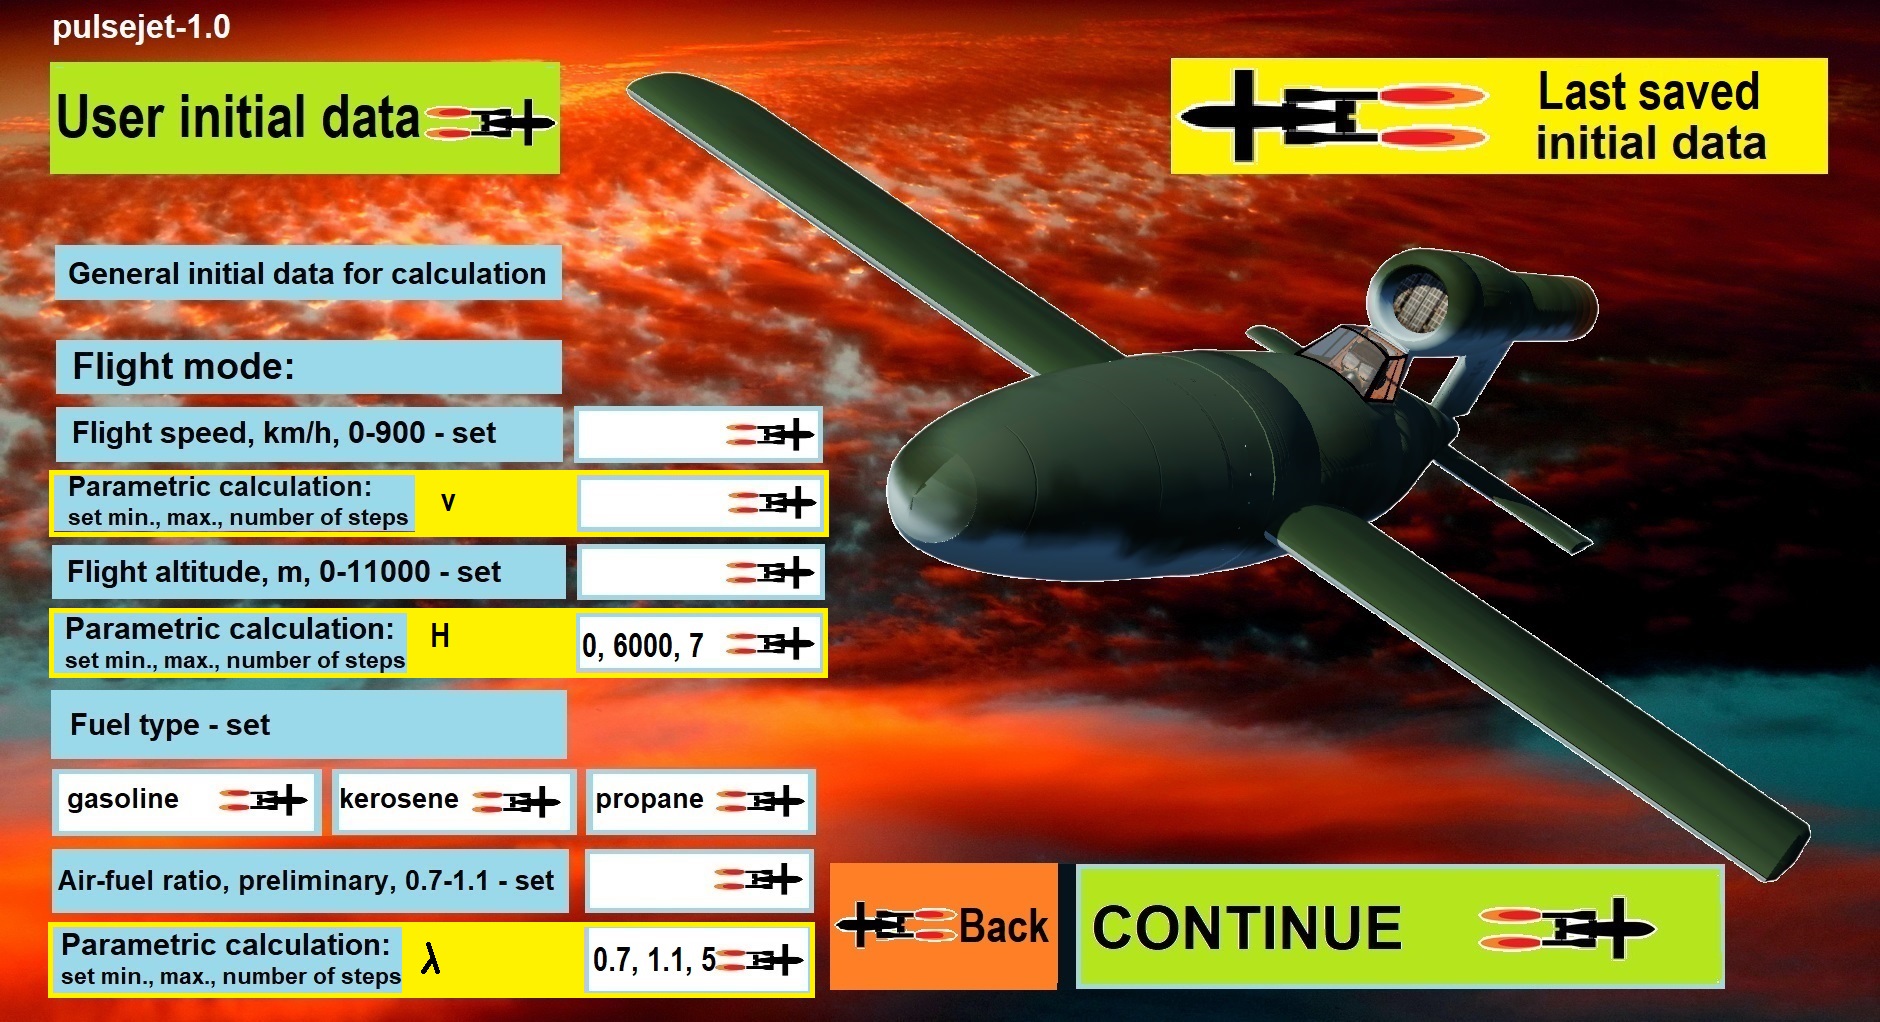 pulsejet-1.0
User initial data
Last saved
initial data
General initial data for calculation
Flight mode:
Flight speed, km/h, 0-900 - set
Parametric calculation:
set min., max., number of steps
v
Flight altitude, m, 0-11000 - set
Parametric calculation:
set min., max., number of steps
H
0, 6000, 7
Fuel type - set
gasoline
kerosene
propane
Air-fuel ratio, preliminary, 0.7-1.1 - set
Parametric calculation:
set min., max., number of steps
λ
0.7, 1.1, 5
Back
CONTINUE